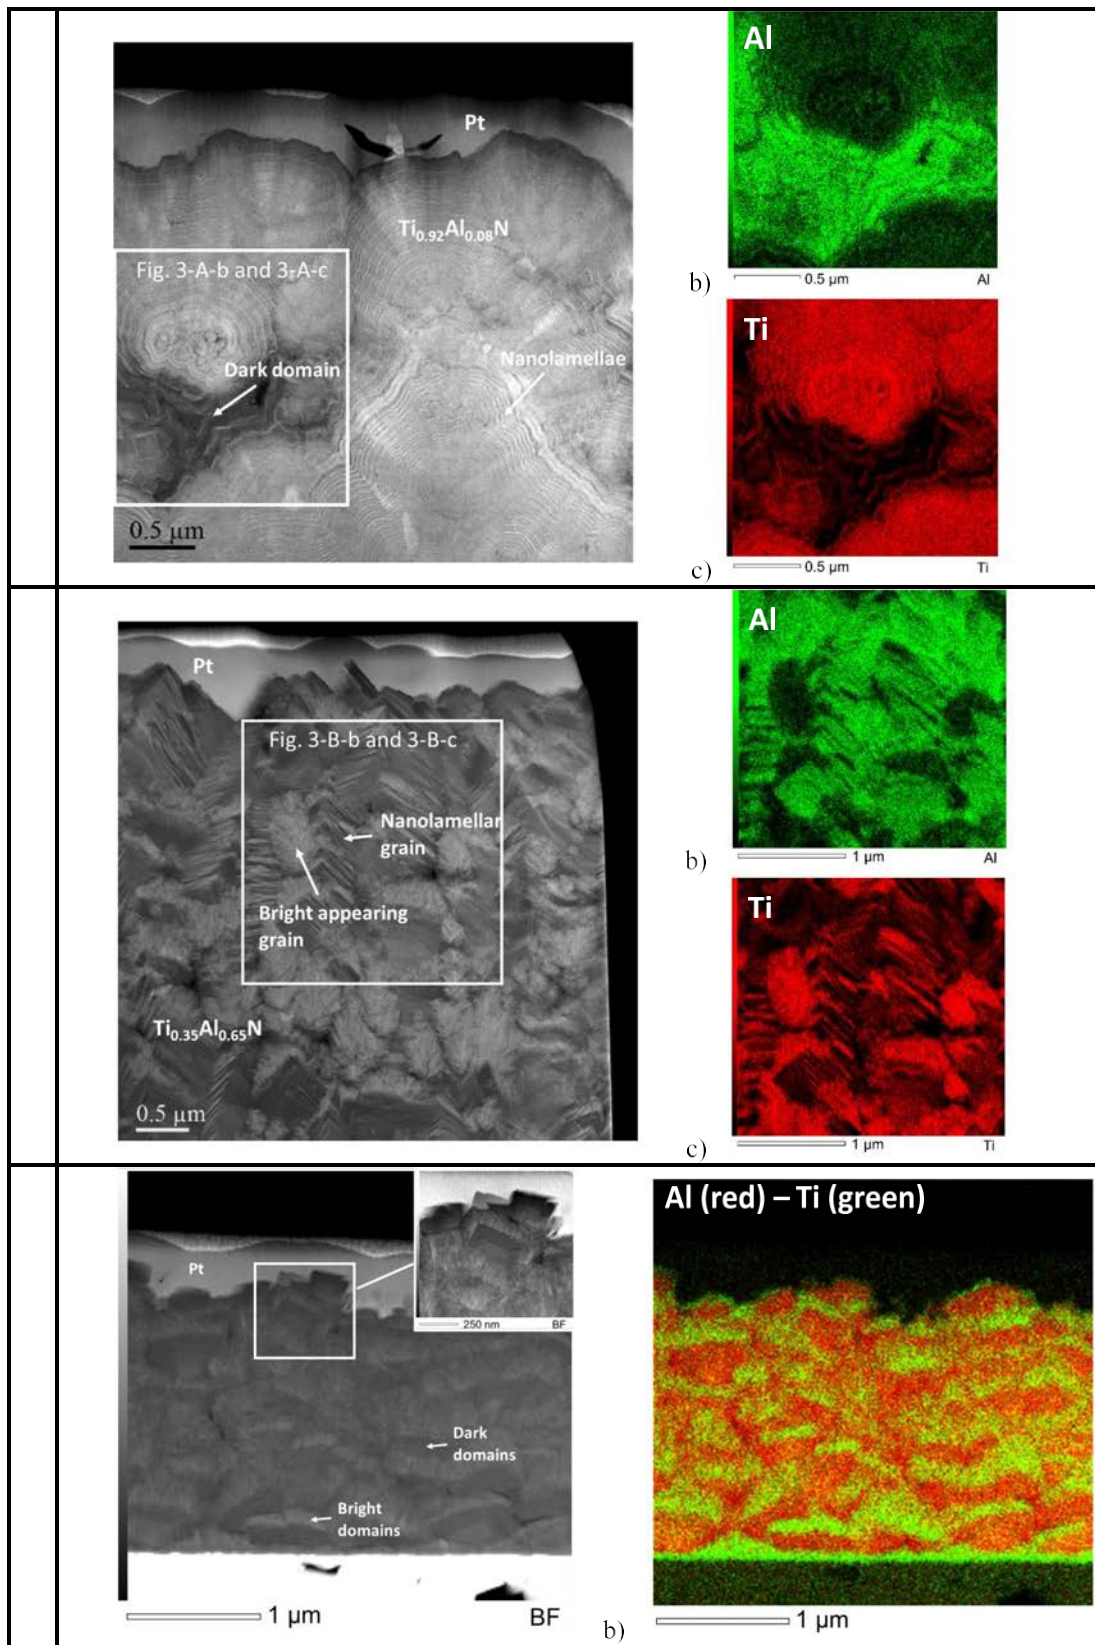 Pt
Ti0.92Al0.08N
Fig. 3-A-b and 3-A-c
Dark domain
Nanolamellae
0.5 µm
Al
b)
0.5 µm
Al
Ti
c)
0.5 µm
Ti
Pt
Fig. 3-B-b and 3-B-c
Nanolamellar
grain
Bright appearing
grain
Ti0.35Al0.65N
0.5 µm
Al
b)
1 µm
Al
Ti
c)
1 µm
Ti
Pt
250 nm
BF
Dark
domains
Bright
domains
1 µm
BF
Al (red) – Ti (green)
b)
1 µm